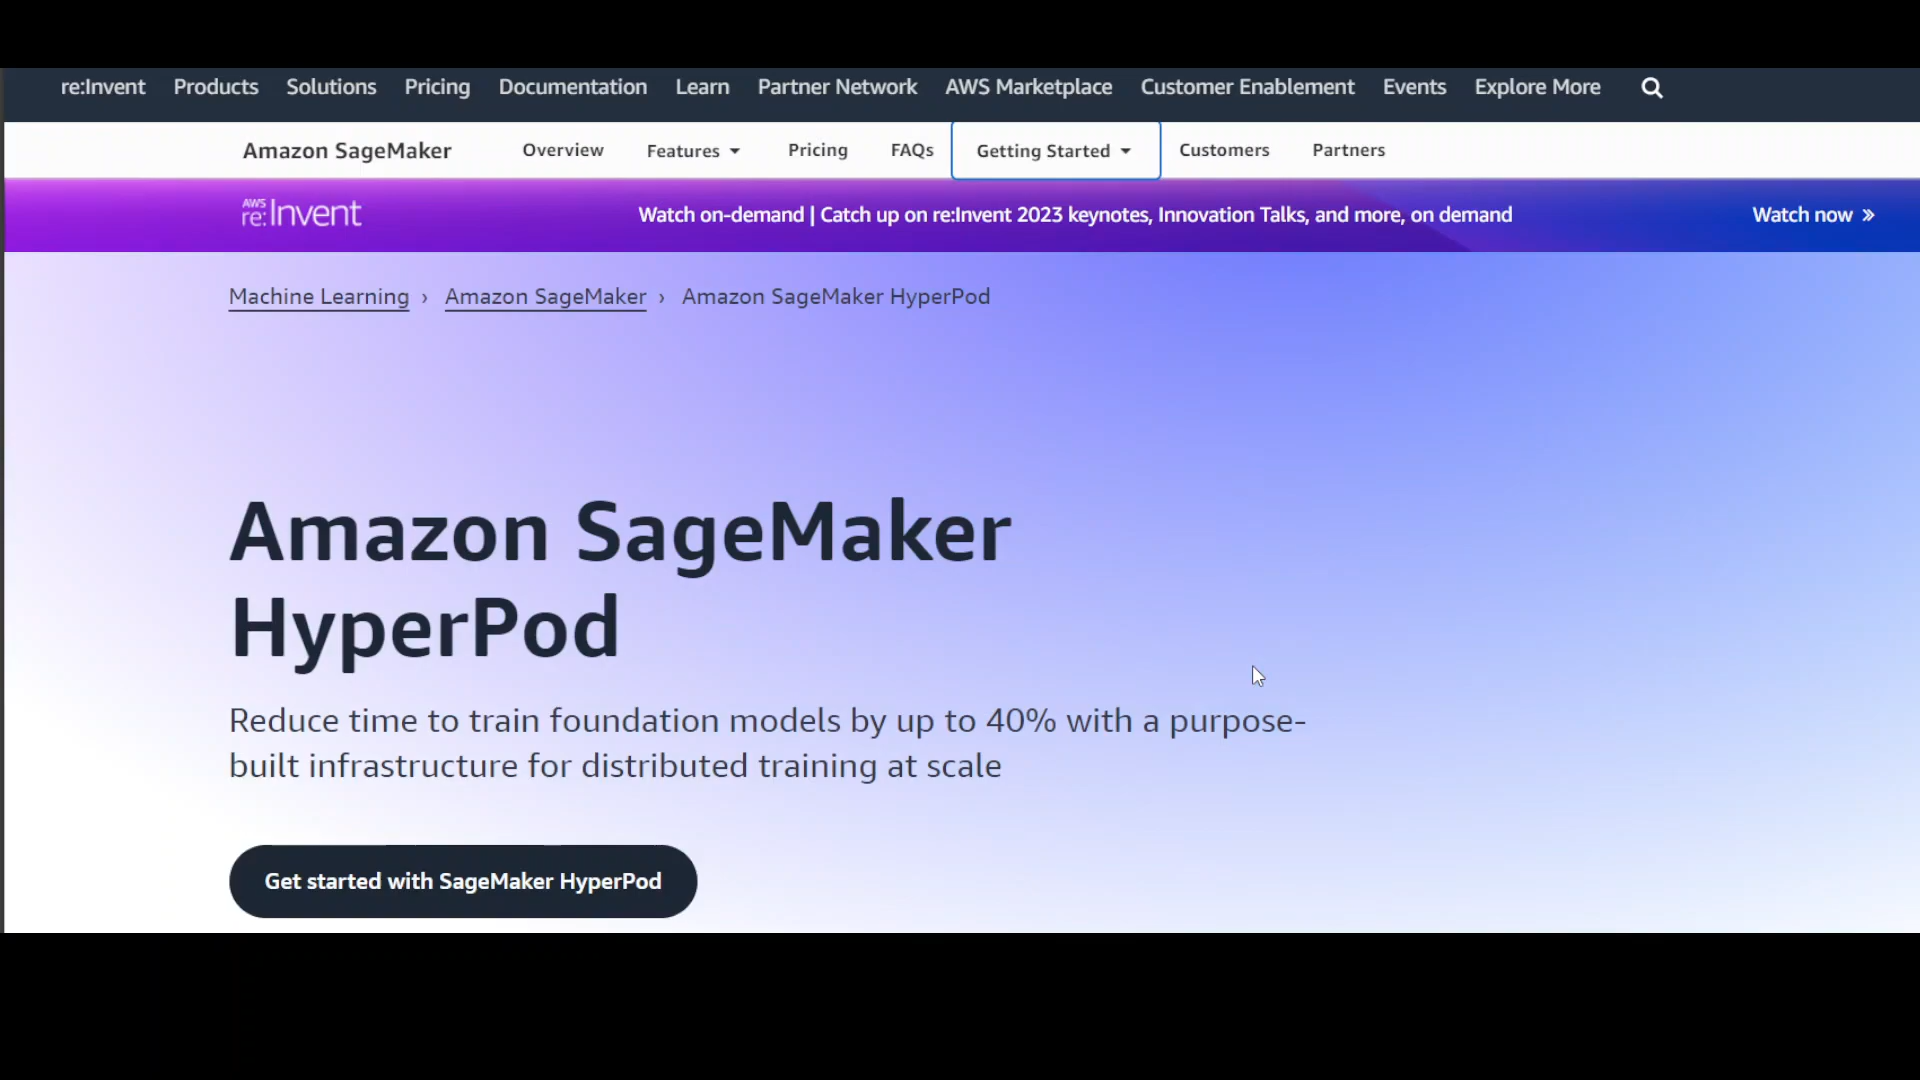 re:Invent Products Solutions Pricing Documentation Learn Partner Network AWS Marketplace Customer Enablement Events Explore More
Amazon SageMaker Overview Features Pricing FAQs Getting Started Customers Partners
AWS re:Invent Watch on-demand | Catch up on re:Invent 2023 keynotes, Innovation Talks, and more, on demand Watch now »
Machine Learning › Amazon SageMaker › Amazon SageMaker HyperPod
Amazon SageMaker
HyperPod
Reduce time to train foundation models by up to 40% with a purpose-
built infrastructure for distributed training at scale
Get started with SageMaker HyperPod